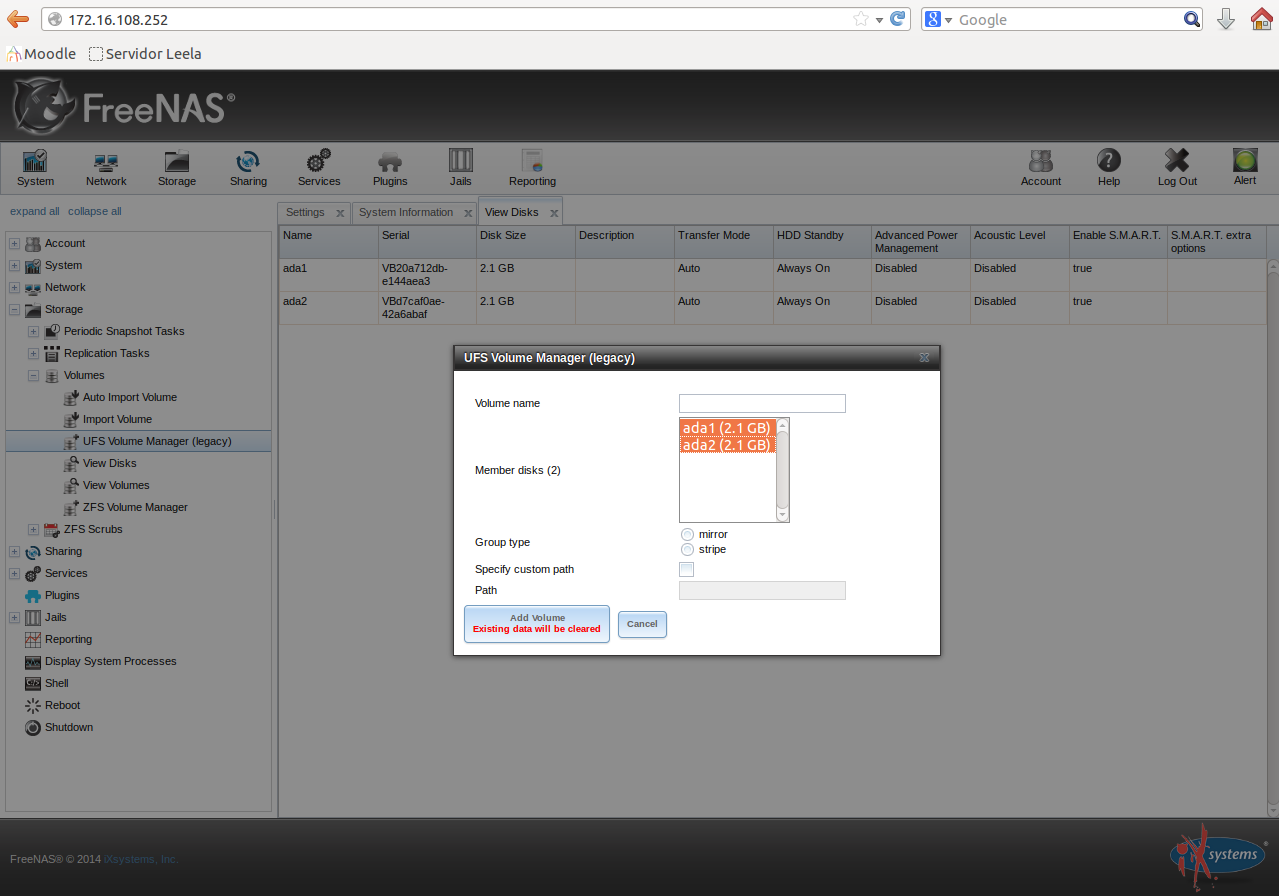 172.16.108.252
Google
Moodle
Servidor Leela
FreeNAS®
System
Network
Storage
Sharing
Services
Plugins
Jails
Reporting
Account
Help
Log Out
Alert
expand all collapse all
Settings
System Information
View Disks
Account
System
Network
Storage
Periodic Snapshot Tasks
Replication Tasks
Volumes
Auto Import Volume
Import Volume
UFS Volume Manager (legacy)
View Disks
View Volumes
ZFS Volume Manager
ZFS Scrubs
Sharing
Services
Plugins
Jails
Reporting
Display System Processes
Shell
Reboot
Shutdown
Name
Serial
Disk Size
Description
Transfer Mode
HDD Standby
Advanced Power
Management
Acoustic Level
Enable S.M.A.R.T.
S.M.A.R.T. extra
options
ada1
VB20a712db-
e144aea3
2.1 GB
Auto
Always On
Disabled
Disabled
true
ada2
VBd7caf0ae-
42a6abaf
2.1 GB
Auto
Always On
Disabled
Disabled
true
UFS Volume Manager (legacy)
Volume name
Member disks (2)
ada1 (2.1 GB)
ada2 (2.1 GB)
Group type
mirror
stripe
Specify custom path
Path
Add Volume
Existing data will be cleared
Cancel
FreeNAS® © 2014 iXsystems, Inc.
iXsystems®